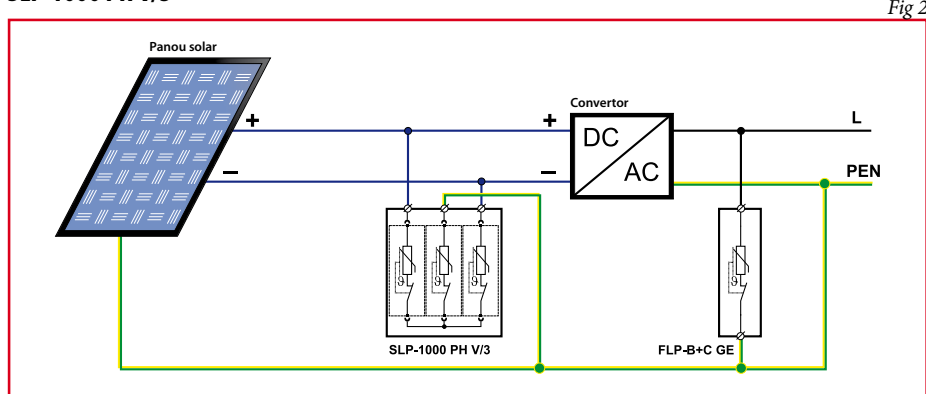 Fig 2
Panou solar
+
+
Convertor
L
DC
AC
PEN
–
–
ϑ
ϑ
ϑ
ϑ
SLP-1000 PH V/3
FLP-B+C GE